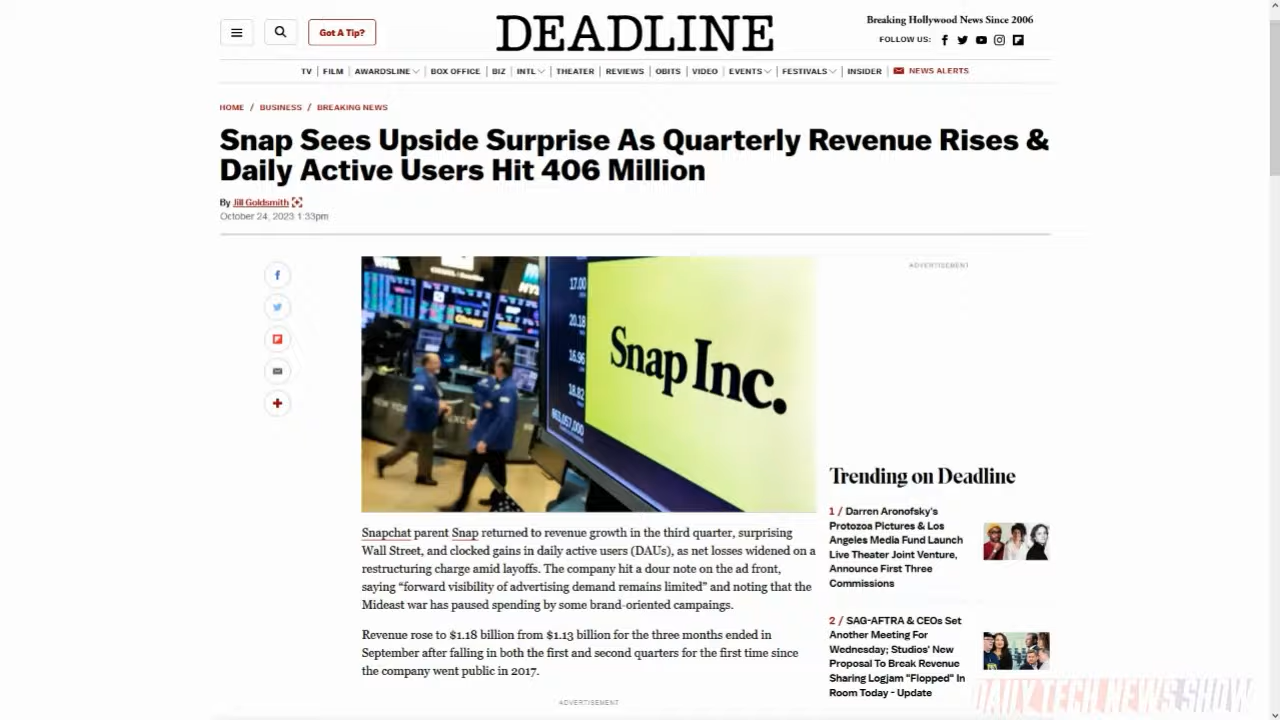 Got A Tip?
DEADLINE
Breaking Hollywood News Since 2006
FOLLOW US:
TV | FILM | AWARDSLINE | BOX OFFICE | BIZ | INTL | THEATER | REVIEWS | OBITS | VIDEO | EVENTS | FESTIVALS | INSIDER NEWS ALERTS
HOME / BUSINESS / BREAKING NEWS
Snap Sees Upside Surprise As Quarterly Revenue Rises &
Daily Active Users Hit 406 Million
By Jill Goldsmith
October 24, 2023 1:33pm
ADVERTISEMENT
17.00
20.18
16.96
18.82
Snap Inc.
Snapchat parent Snap returned to revenue growth in the third quarter, surprising
Wall Street, and clocked gains in daily active users (DAUs), as net losses widened on a
restructuring charge amid layoffs. The company hit a dour note on the ad front,
saying “forward visibility of advertising demand remains limited” and noting that the
Mideast war has paused spending by some brand-oriented campaings.
Revenue rose to $1.18 billion from $1.13 billion for the three months ended in
September after falling in both the first and second quarters for the first time since
the company went public in 2017.
ADVERTISEMENT
Trending on Deadline
1 / Darren Aronofsky's
Protozoa Pictures & Los
Angeles Media Fund Launch
Live Theater Joint Venture,
Announce First Three
Commissions
2 / SAG-AFTRA & CEOs Set
Another Meeting For
Wednesday; Studios' New
Proposal To Break Revenue
Sharing Logjam "Flopped" In
Room Today - Update
DAILY TECH NEWS SHOW